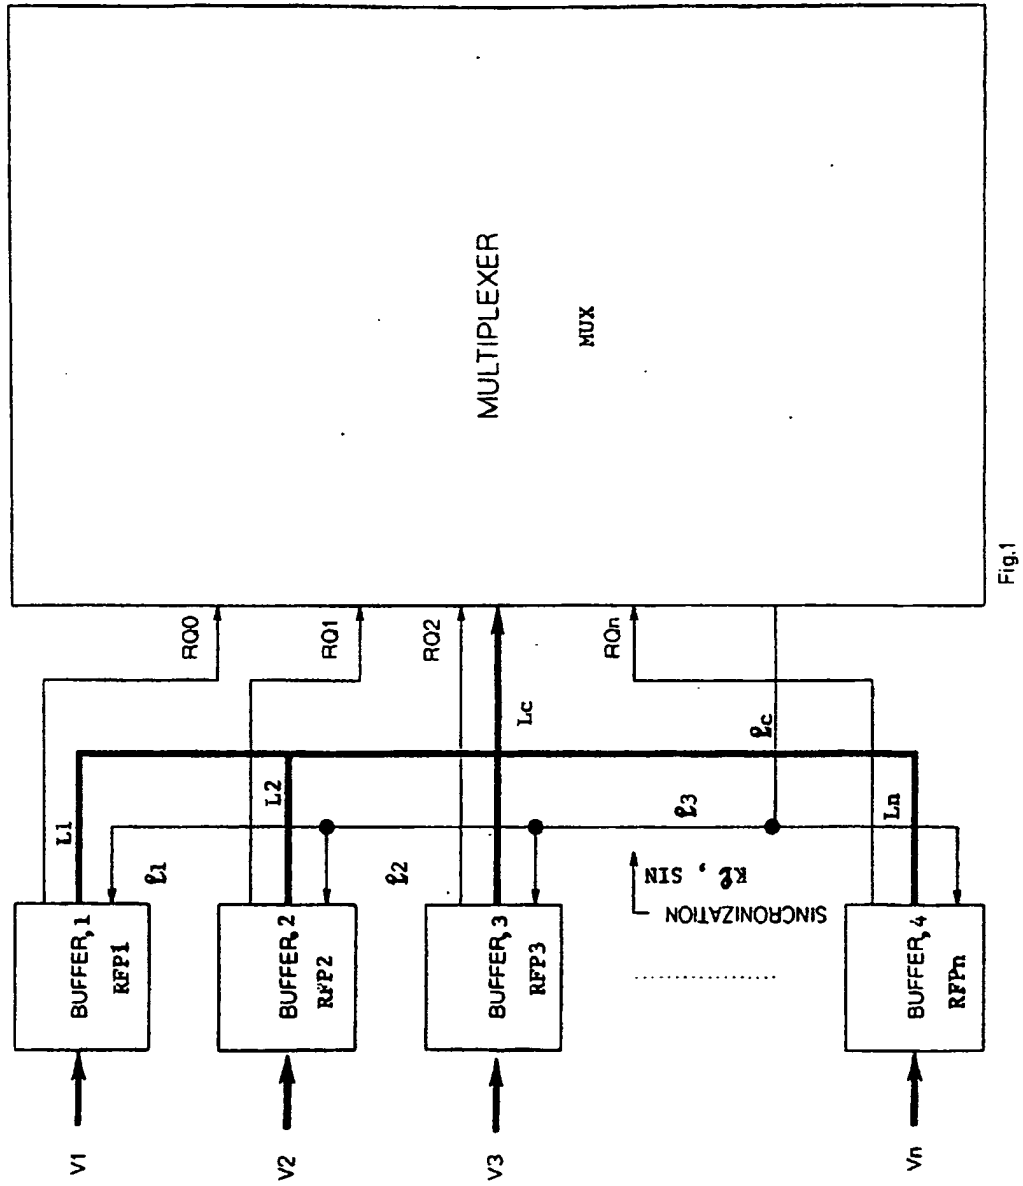 MULTIPLEXER
MUX
RQ0
RQ1
RQ2
RQn
Lc
ℓc
L1
L2
Ln
ℓ1
ℓ2
ℓ3
Kℓ, SIN
SINCRONIZATION
BUFFER,1
RFP1
BUFFER,2
RFP2
BUFFER,3
RFP3
BUFFER,4
RFPn
V1
V2
V3
Vn
Fig.1